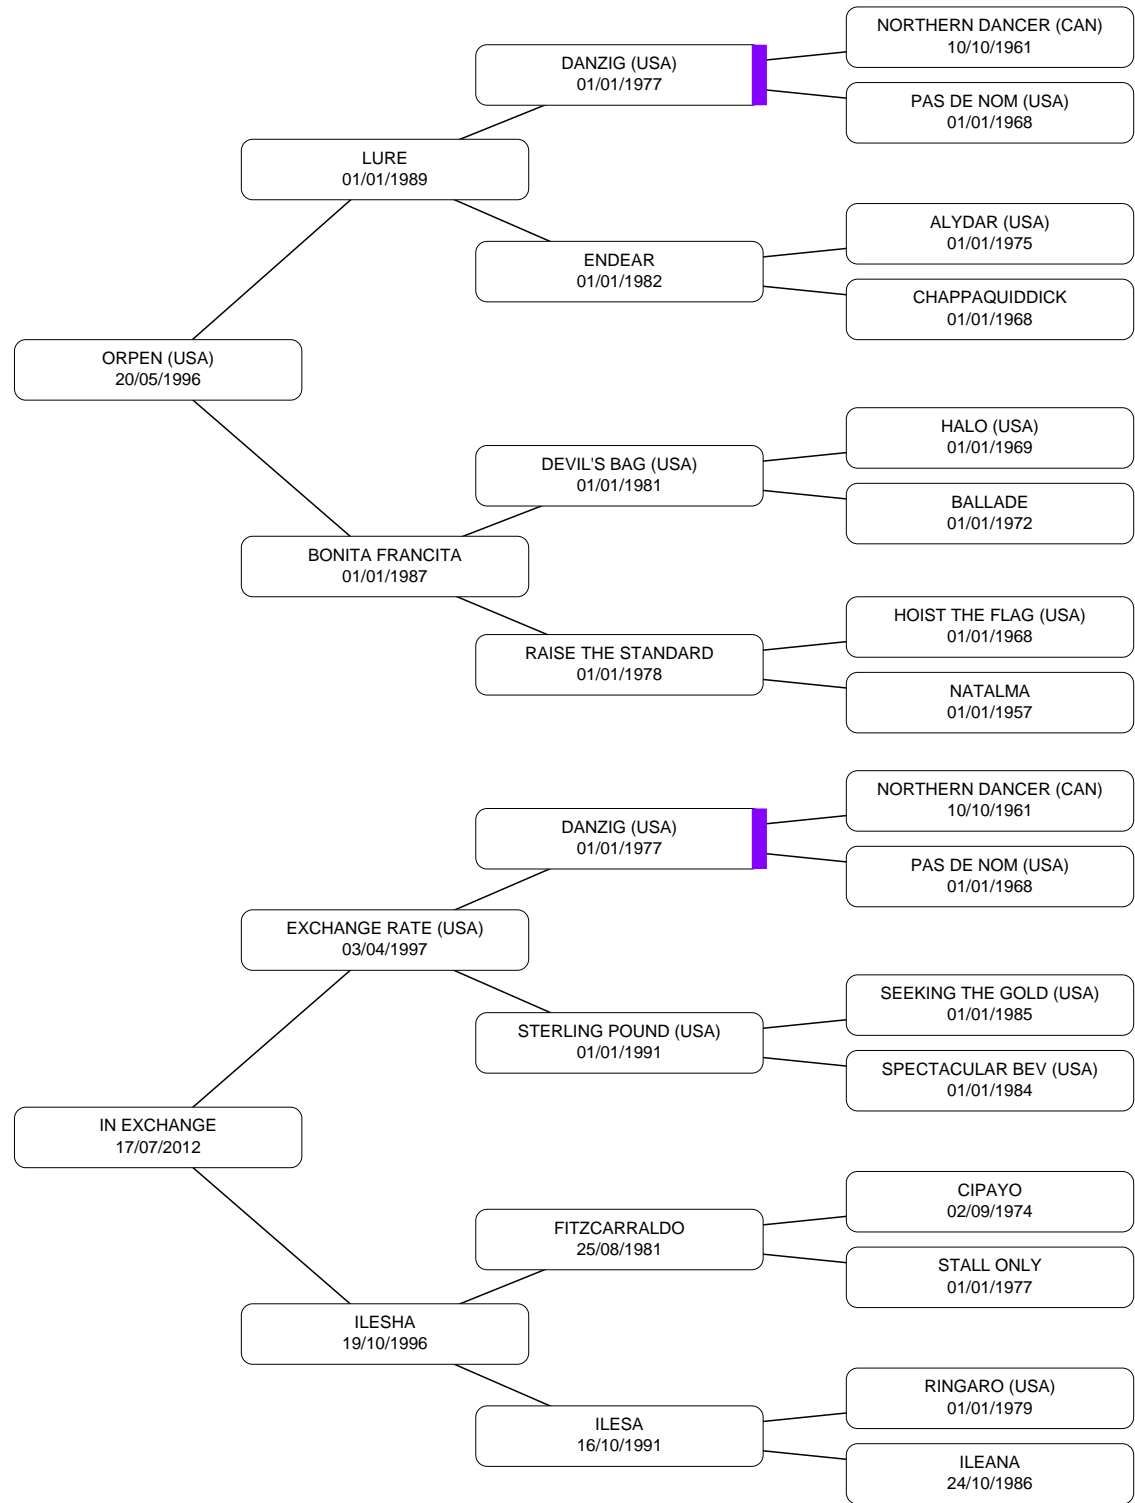 NORTHERN DANCER (CAN)
10/10/1961
DANZIG (USA)
01/01/1977
PAS DE NOM (USA)
01/01/1968
LURE
01/01/1989
ALYDAR (USA)
01/01/1975
ENDEAR
01/01/1982
CHAPPAQUIDDICK
01/01/1968
ORPEN (USA)
20/05/1996
HALO (USA)
01/01/1969
DEVIL'S BAG (USA)
01/01/1981
BALLADE
01/01/1972
BONITA FRANCITA
01/01/1987
HOIST THE FLAG (USA)
01/01/1968
RAISE THE STANDARD
01/01/1978
NATALMA
01/01/1957
NORTHERN DANCER (CAN)
10/10/1961
DANZIG (USA)
01/01/1977
PAS DE NOM (USA)
01/01/1968
EXCHANGE RATE (USA)
03/04/1997
SEEKING THE GOLD (USA)
01/01/1985
STERLING POUND (USA)
01/01/1991
SPECTACULAR BEV (USA)
01/01/1984
IN EXCHANGE
17/07/2012
CIPAYO
02/09/1974
FITZCARRALDO
25/08/1981
STALL ONLY
01/01/1977
ILESHA
19/10/1996
RINGARO (USA)
01/01/1979
ILESA
16/10/1991
ILEANA
24/10/1986